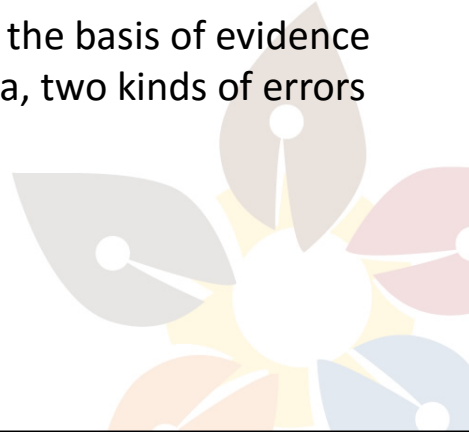 the basis of evidence
a, two kinds of errors